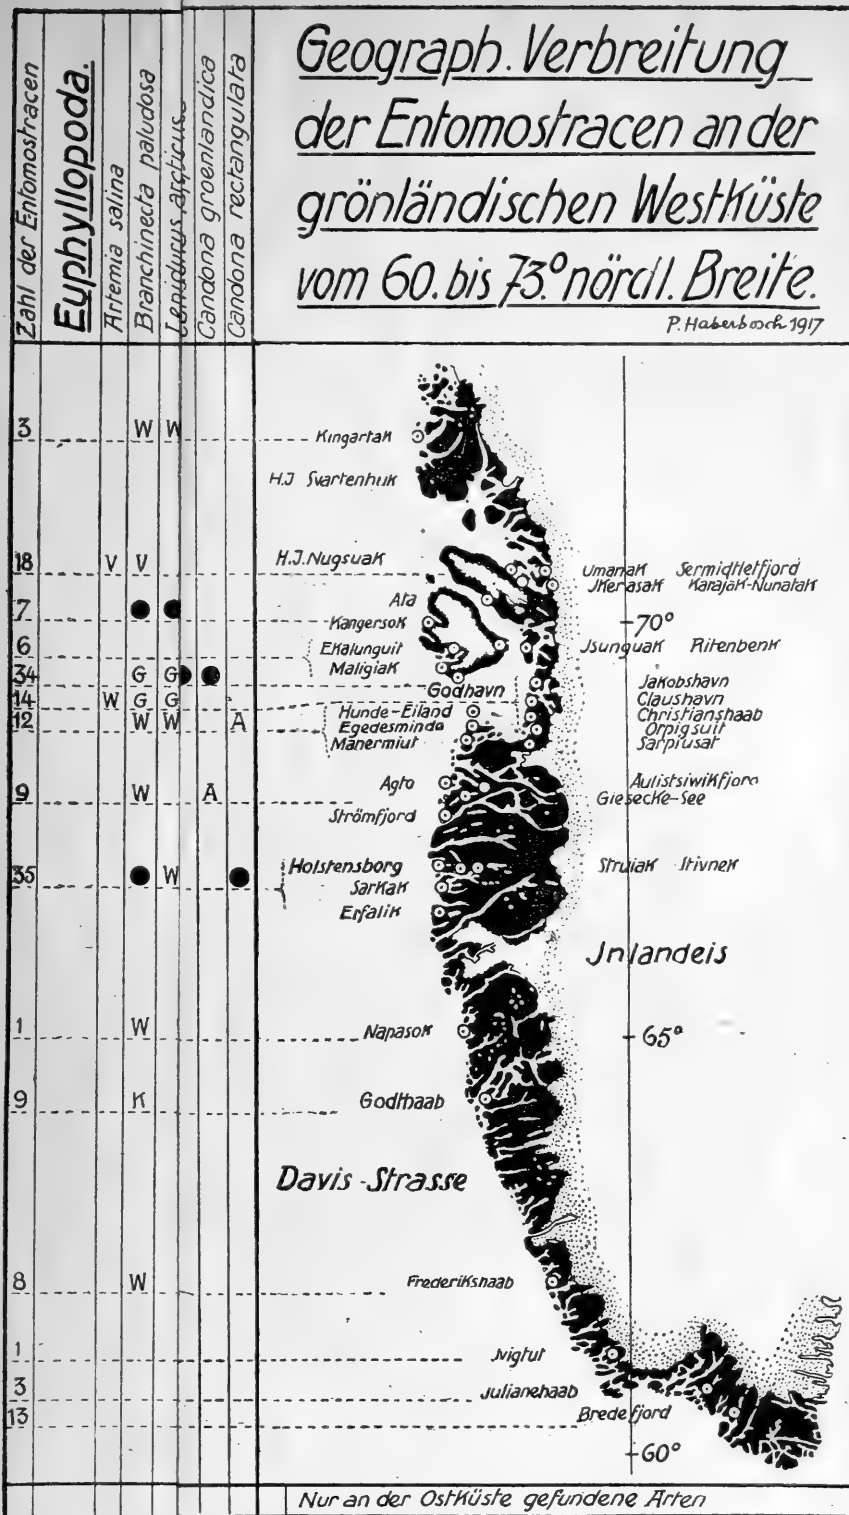 Geograph. Verbreitung
der Entomostracen an der
grönländischen Westküste
vom 60. bis 73.° nördl. Breite.
P. Haberbosch 1917
Zahl der Entomostracen
Euphyllopoda.
Artemia salina
Branchinecta paludosa
Lepidurus arcticus
Candona groenlandica
Candona rectangulata
3 W W Kingartak
H.J Svartenhuk
18 V V H.J. Nugsuak Umanak Sermidletfjord
Jkerasak Karajak-Nunatak
7 Ata
Kangersok 70°
6 Ekalunguit Jsunguak Ritenbenk
34 G G Maligiak
Godhavn Jakobshavn
14 W G G Claushavn
12 W W A Hunde-Eiland Christianshaab
Egedesminde Orpigsuit
Manermiut Sarpiusat
9 W A Agto Aulistsiwikfjord
Giesecke-See
Strömfjord
35 W Holstensborg Struiak Stivnek
Sarkak
Erfalik
Jnlandeis
1 W Napasok 65°
9 K Godthaab
Davis-Strasse
8 W Frederikshaab
1 Jvigtut
3 Julianehaab
13 Bredefjord
60°
Nur an der Ostküste gefundene Arten